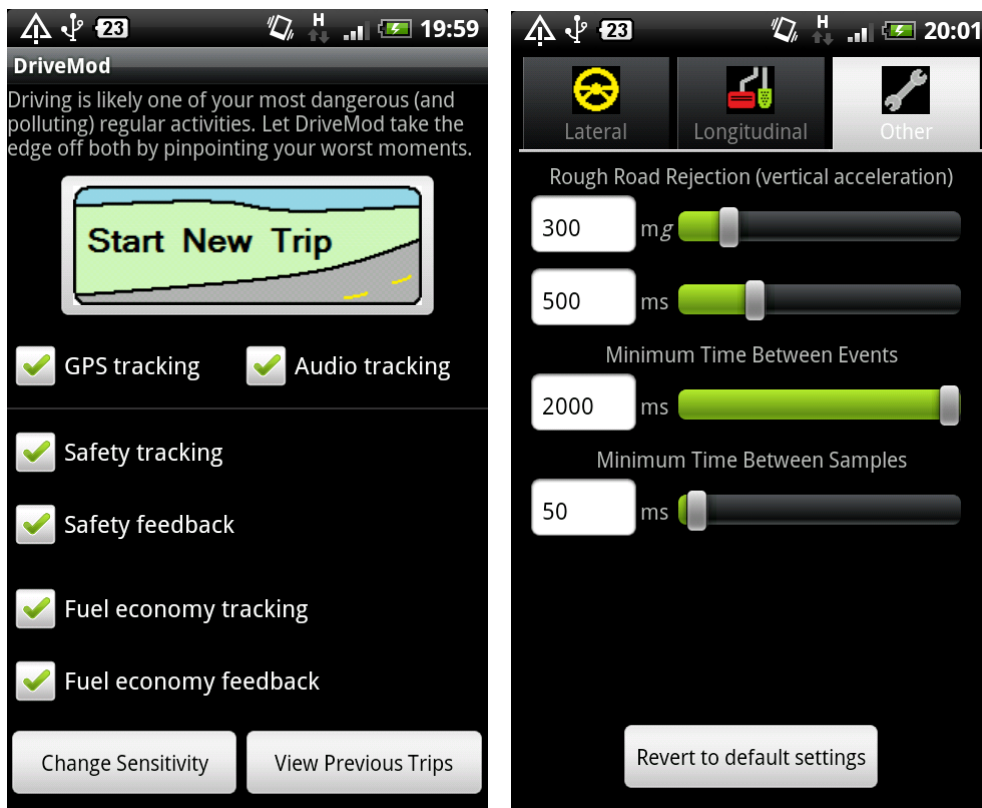 23 H 19:59
DriveMod
Driving is likely one of your most dangerous (and
polluting) regular activities. Let DriveMod take the
edge off both by pinpointing your worst moments.
Start New Trip
GPS tracking Audio tracking
Safety tracking
Safety feedback
Fuel economy tracking
Fuel economy feedback
Change Sensitivity View Previous Trips
23 H 20:01
Lateral Longitudinal Other
Rough Road Rejection (vertical acceleration)
300 mg
500 ms
Minimum Time Between Events
2000 ms
Minimum Time Between Samples
50 ms
Revert to default settings